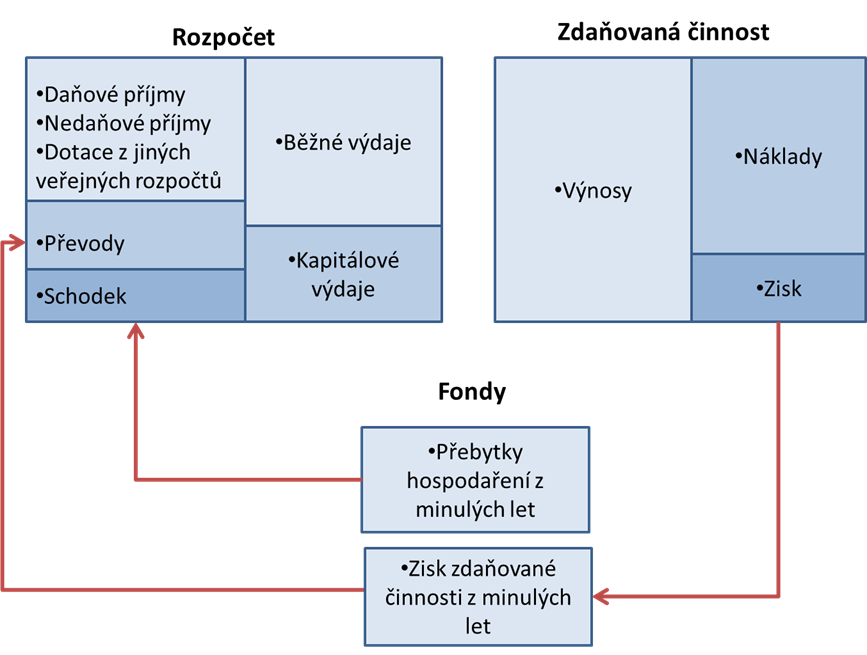 Rozpočet
•Daňové příjmy
•Nedaňové příjmy
•Dotace z jiných
veřejných rozpočtů
•Převody
•Schodek
•Běžné výdaje
•Kapitálové
výdaje
Zdaňovaná činnost
•Výnosy
•Náklady
•Zisk
Fondy
•Přebytky
hospodaření z
minulých let
•Zisk zdaňované
činnosti z minulých
let